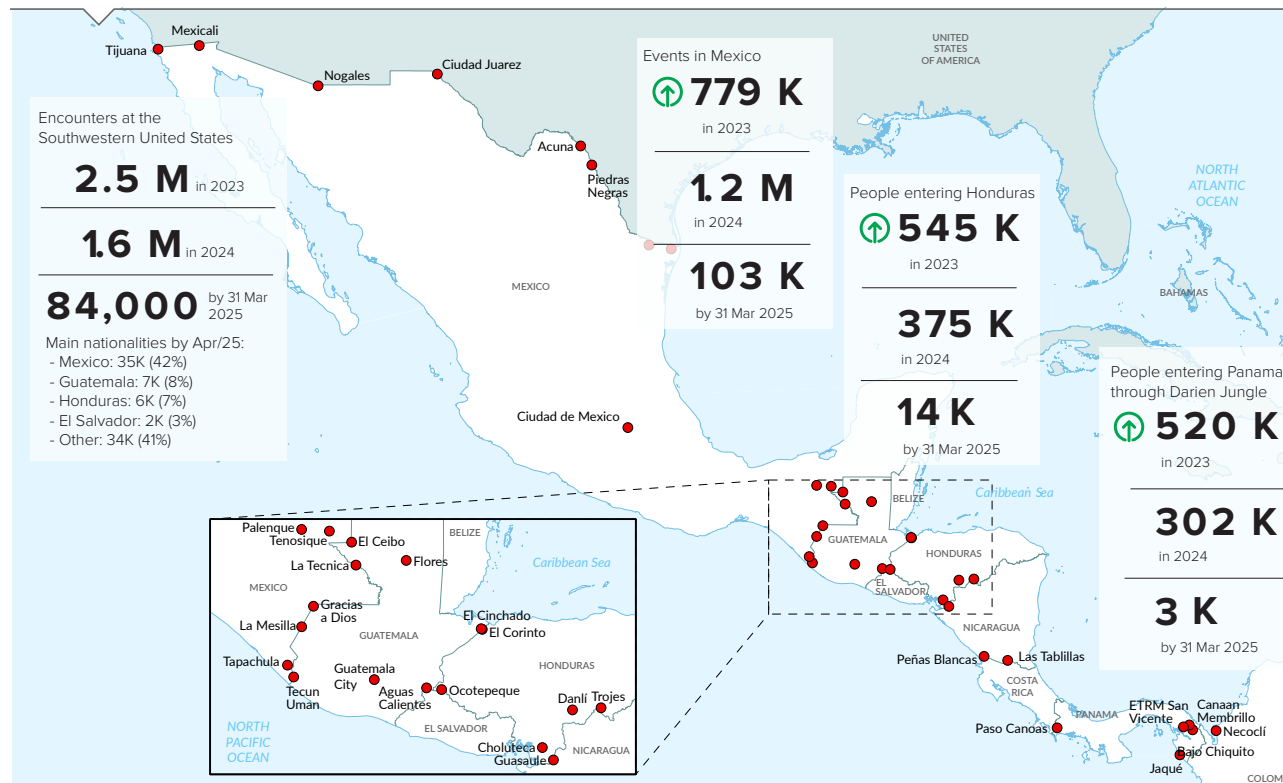 Mexicali
Tijuana
Nogales
Ciudad Juarez
UNITED
STATES
OF AMERICA
Encounters at the
Southwestern United States
2.5 M in 2023
1.6 M in 2024
84,000 by 31 Mar
2025
Main nationalities by Apr/25:
- Mexico: 35K (42%)
- Guatemala: 7K (8%)
- Honduras: 6K (7%)
- El Salvador: 2K (3%)
- Other: 34K (41%)
Acuna
Piedras
Negras
Events in Mexico
779 K
in 2023
1.2 M
in 2024
103 K
by 31 Mar 2025
NORTH
ATLANTIC
OCEAN
People entering Honduras
545 K
in 2023
375 K
in 2024
14 K
by 31 Mar 2025
MEXICO
BAHAMAS
People entering Panama
through Darien Jungle
520 K
in 2023
302 K
in 2024
3 K
by 31 Mar 2025
Ciudad de Mexico
BELIZE
Caribbean Sea
GUATEMALA
HONDURAS
EL
SALVADOR
NICARAGUA
Peñas Blancas
Las Tablillas
COSTA
RICA
Paso Canoas
PANAMA
ETRM San
Vicente
Canaan
Membrillo
Necoclí
Bajo Chiquito
Jaqué
COLOM
Palenque
Tenosique
El Ceibo
BELIZE
La Tecnica
Flores
Caribbean Sea
MEXICO
Gracias
a Dios
La Mesilla
GUATEMALA
El Cinchado
El Corinto
Tapachula
Tecun
Uman
Guatemala
City
Aguas
Calientes
Ocotepeque
HONDURAS
Danlí
Trojes
EL SALVADOR
NORTH
PACIFIC
OCEAN
Choluteca
Guasaule
NICARAGUA